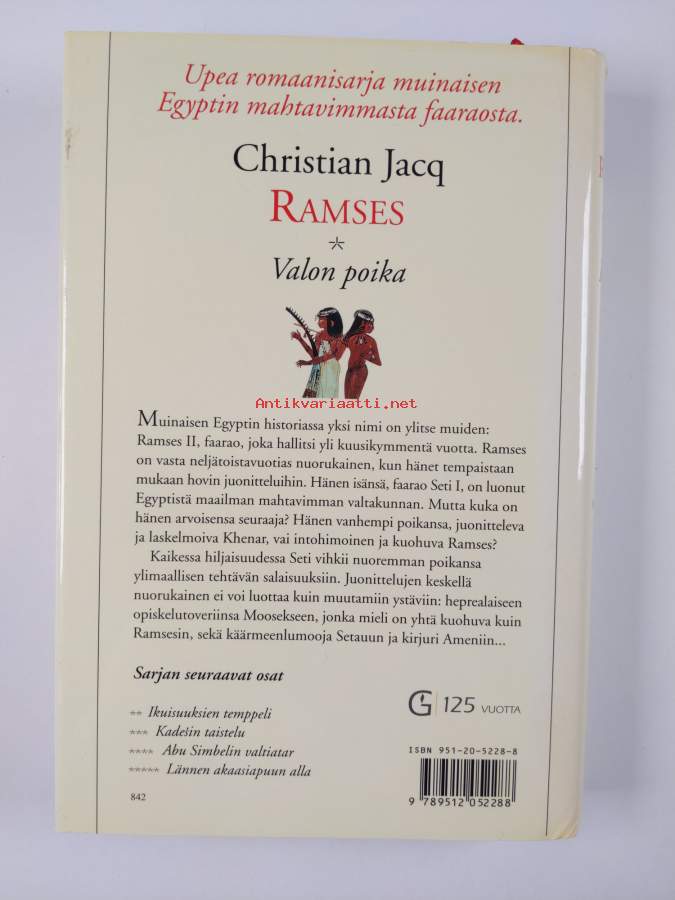 Upea romaanisarja muinaisen
Egyptin mahtavimmasta faaraosta.
Christian Jacq
RAMSES
*
Valon poika
Antikvariaatti.net
Muinaisen Egyptin historiassa yksi nimi on ylitse muiden:
Ramses II, faarao, joka hallitsi yli kuusikymmentä vuotta. Ramses
on vasta neljätoistavuotias nuorukainen, kun hänet tempaistaan
mukaan hovin juonitteluihin. Hänen isänsä, faarao Seti I, on luonut
Egyptistä maailman mahtavimman valtakunnan. Mutta kuka on
hänen arvoisensa seuraaja? Hänen vanhempi poikansa, juonitteleva
ja laskelmoiva Khenar, vai intohimoinen ja kuohuva Ramses?
Kaikessa hiljaisuudessa Seti vihkii nuoremman poikansa
ylimaallisen tehtävän salaisuuksiin. Juonittelujen keskellä
nuorukainen ei voi luottaa kuin muutamiin ystäviin: heprealaiseen
opiskelutoveriinsa Moosekseen, jonka mieli on yhtä kuohuva kuin
Ramsesin, sekä käärmeenlumooja Setauun ja kirjuri Ameniin...
Sarjan seuraavat osat
** Ikuisuuksien temppeli
*** Kadešin taistelu
**** Abu Simbelin valtiatar
***** Lännen akaasiapuun alla
842
G 125 VUOTTA
ISBN 951-20-5228-8
9 789512 052288